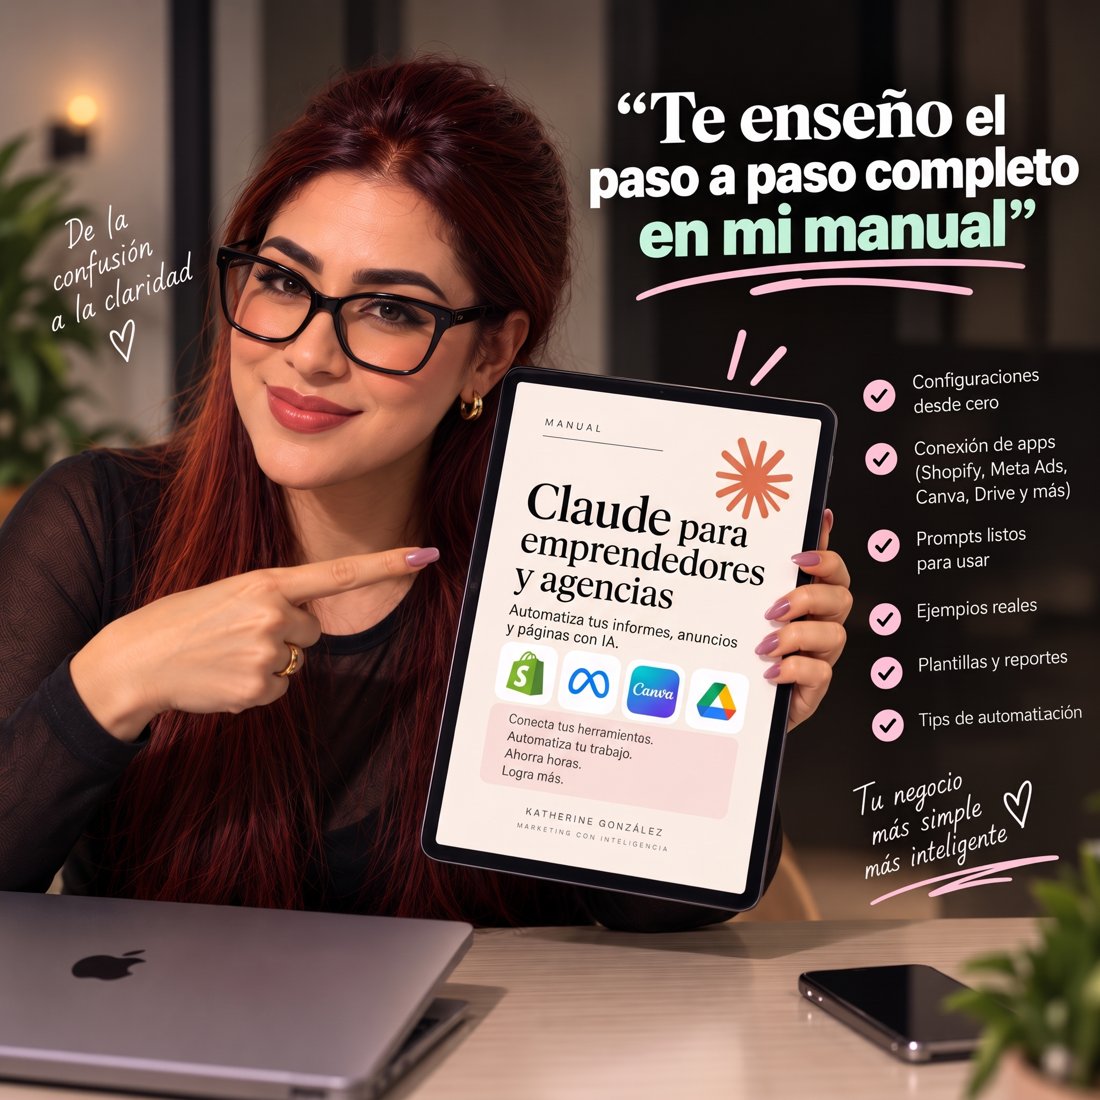 De la
confusión
a la claridad
“Te enseño el
paso a paso completo
en mi manual”
MANUAL
Claude para
emprendedores
y agencias
Automatiza tus informes, anuncios
y páginas con IA.
S
Canva
Conecta tus herramientas.
Automatiza tu trabajo.
Ahorra horas.
Logra más.
KATHERINE GONZÁLEZ
MARKETING CON INTELIGENCIA
Configuraciones
desde cero
Conexión de apps
(Shopify, Meta Ads,
Canva, Drive y más)
Prompts listos
para usar
Ejempios reales
Plantillas y reportes
Tips de automatiación
Tu negocio
más simple
más inteligente